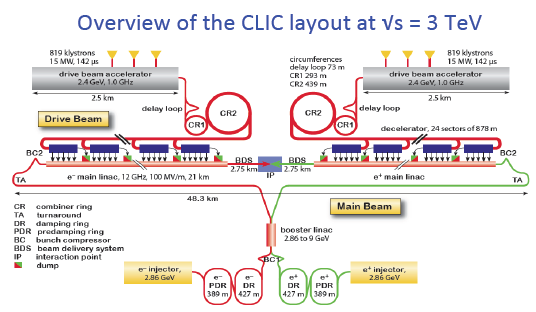 Overview of the CLIC layout at √s = 3 TeV
819 klystrons
15 MW, 142 µs
drive beam accelerator
2.4 GeV, 1.0 GHz
2.5 km
delay loop
CR2
CR1
circumferences
delay loop 73 m
CR1 293 m
CR2 439 m
819 klystrons
15 MW, 142 µs
drive beam accelerator
2.4 GeV, 1.0 GHz
2.5 km
CR2
CR1
delay loop
Drive Beam
decelerator, 24 sectors of 878 m
BC2
BDS
2.75 km
BDS
2.75 km
BC2
TA
e– main linac, 12 GHz, 100 MV/m, 21 km
IP
e+ main linac
TA
48.3 km
Main Beam
CR combiner ring
TA turnaround
DR damping ring
PDR predamping ring
BC bunch compressor
BDS beam delivery system
IP interaction point
dump
booster linac
2.86 to 9 GeV
BC1
e– injector,
2.86 GeV
e–
PDR
389 m
e–
DR
427 m
e+
DR
427 m
e+
PDR
389 m
e+ injector,
2.86 GeV